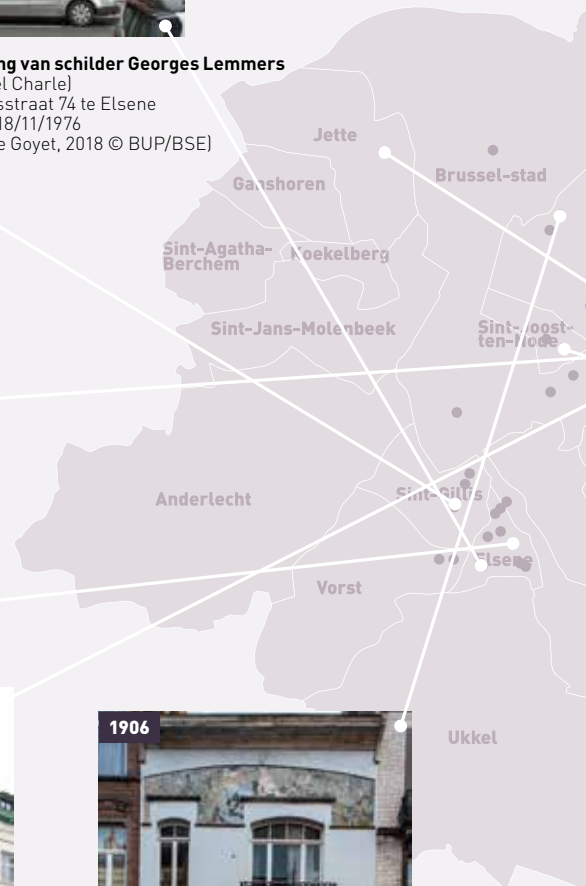 ng van schilder Georges Lemmers
el Charle)
sstraat 74 te Elsene
18/11/1976
e Goyet, 2018 © BUP/BSE)
Jette
Brussel-stad
Ganshoren
Sint-Agatha-
Berchem
Koekelberg
Sint-Jans-Molenbeek
Sint-Joost-
ten-Node
Anderlecht
Sint-Gillis
Elsene
Vorst
1906
Ukkel